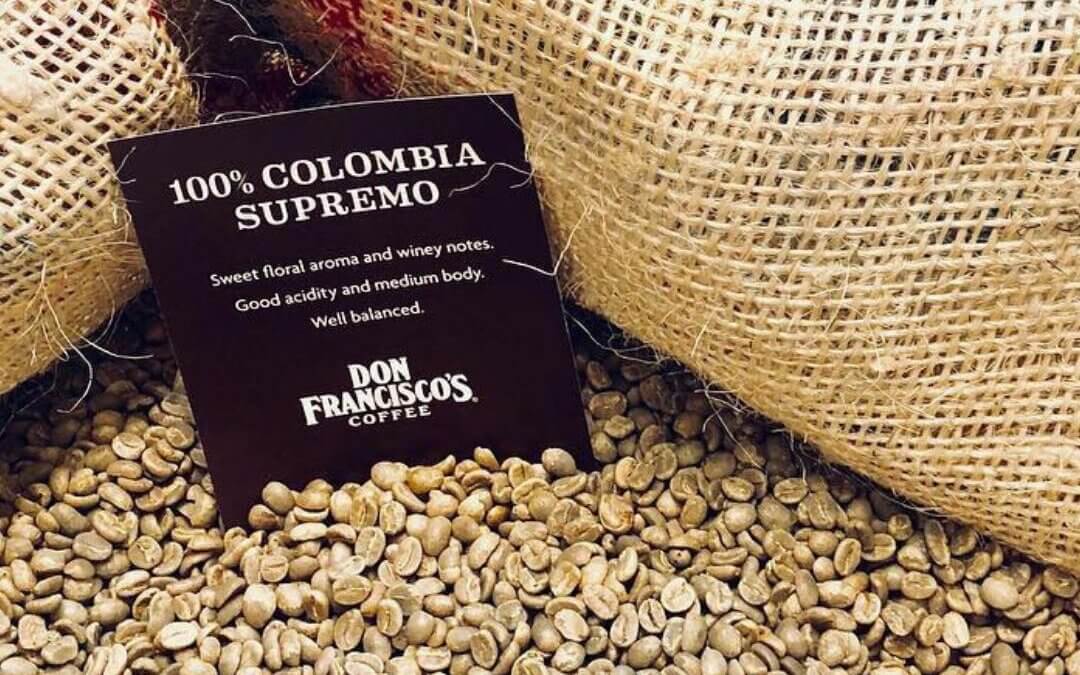 100% COLOMBIA
SUPREMO
Sweet floral aroma and winey notes.
Good acidity and medium body.
Well balanced.
DON
FRANCISCO'S®
COFFEE